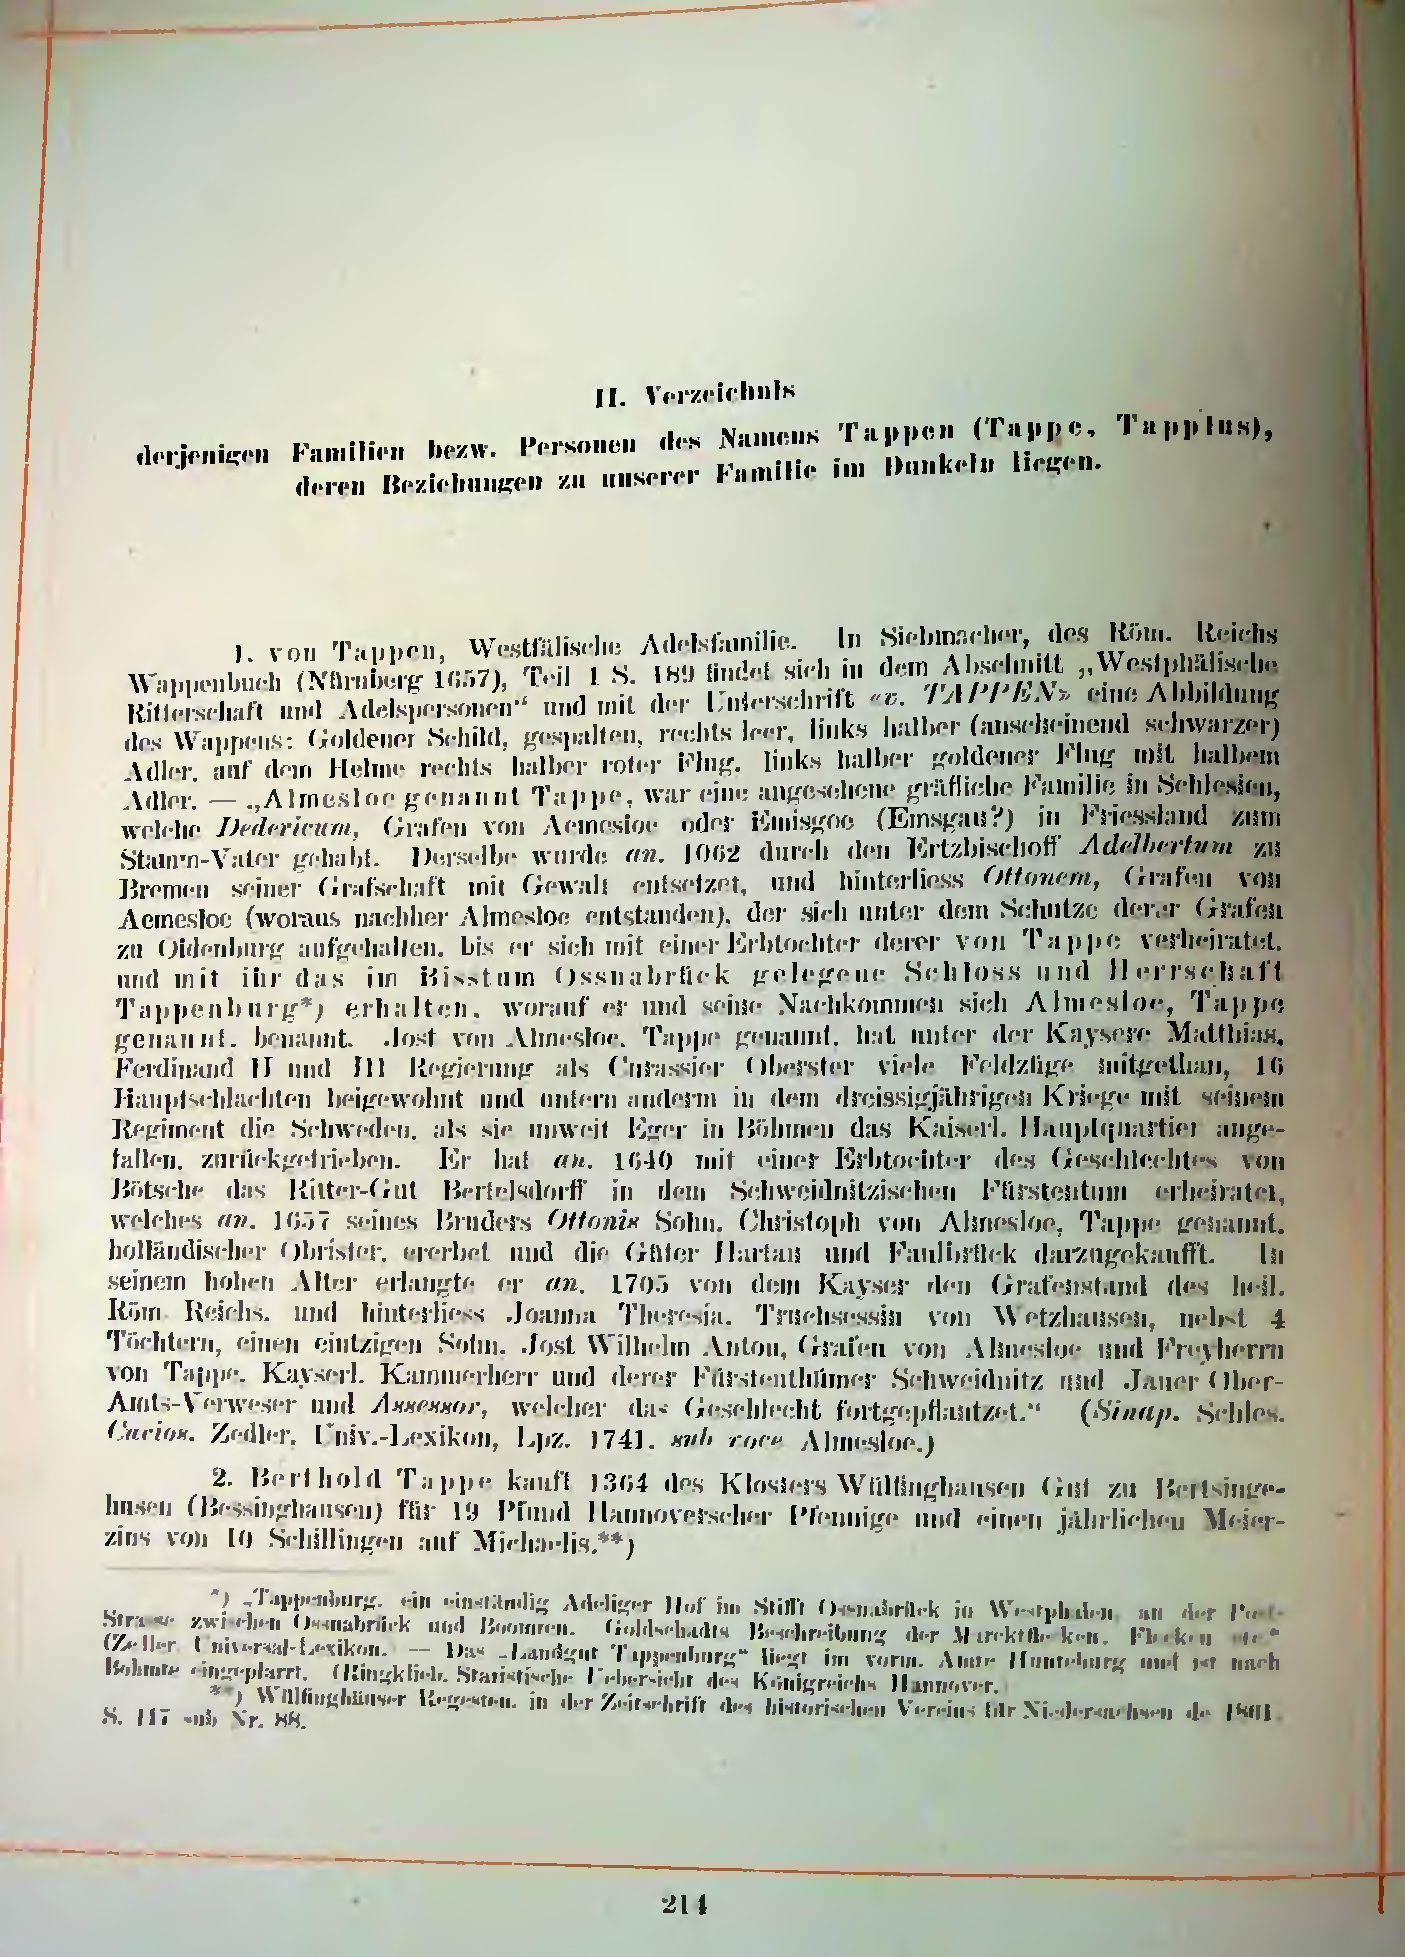 II. Verzeichnis
derjenigen Familien bezw. Personen des Namens Tappen (Tappe, Tappius),
deren Beziehungen zu unserer Familie im Dunkeln liegen.
1. von Tappen, Westfälische Adelsfamilie. In Siebmacher, des Röm. Reichs
Wappenbuch (Nürnberg 1657), Teil I S. 189 findet sich in dem Abschnitt „Westphälische
Ritterschaft und Adelspersonen“ und mit der Unterschrift «v. TAPPEN» eine Abbildung
des Wappens: Goldener Schild, gespalten, rechts leer, links halber (anscheinend schwarzer)
Adler, auf dem Helme rechts halber roter Flug, links halber goldener Flug mit halbem
Adler. — „Almesloe genannt Tappe, war eine angesehene gräfliche Familie in Schlesien,
welche Dedericum, Grafen von Aemesloe oder Emisgoe (Emsgau?) in Friessland zum
Stamm-Vater gehabt. Derselbe wurde an. 1062 durch den Ertzbischoff Adelbertum zu
Bremen seiner Grafschaft mit Gewalt entsetzet, und hinterliess Ottonem, Grafen von
Aemesloe (woraus nachher Almesloe entstanden), der sich unter dem Schutze derer Grafen
zu Oldenburg aufgehalten, bis er sich mit einer Erbtochter derer von Tappe verheiratet,
und mit ihr das im Bisstum Ossnabrück gelegene Schloss und Herrschaft
Tappenburg*) erhalten, worauf er und seine Nachkommen sich Almesloe, Tappe
genannt, benannt. Jost von Almesloe, Tappe genannt, hat unter der Kaysere Matthias,
Ferdinand II und III Regierung als Curassier Oberster viele Feldzüge mitgethan, 16
Hauptschlachten beigewohnt und untern anderm in dem dreissigjährigen Kriege mit seinem
Regiment die Schweden, als sie unweit Eger in Böhmen das Kaiserl. Hauptquartier ange-
fallen, zurückgetrieben. Er hat an. 1640 mit einer Erbtochter des Geschlechtes von
Bötsche das Ritter-Gut Bertelsdorff in dem Schweidnitzischen Fürstentum erheiratet,
welches an. 1657 seines Bruders Ottonis Sohn, Christoph von Almesloe, Tappe genannt,
holländischer Obrister, ererbet und die Güter Hartau und Faulbrück darzugekaufft. In
seinem hohen Alter erlangte er an. 1705 von dem Kayser den Grafenstand des heil.
Röm. Reichs, und hinterliess Joanna Theresia, Truchsessin von Wetzhausen, nebst 4
Töchtern, einen eintzigen Sohn, Jost Wilhelm Anton, Grafen von Almesloe und Freyherrn
von Tappe, Kayserl. Kammerherr und derer Fürstenthümer Schweidnitz und Jauer Ober-
Amts-Verweser und Assessor, welcher das Geschlecht fortgepflantzet.“ (Sinap. Schles.
Curios. Zedler, Univ.-Lexikon, Lpz. 1741. sub voce Almesloe.)
2. Berthold Tappe kauft 1364 des Klosters Wülfinghausen Gut zu Bertsinge-
husen (Bessinghausen) für 19 Pfund Hannoverscher Pfennige und einen jährlichen Meier-
zins von 10 Schillingen auf Michaelis.**)
*) „Tappenburg, ein einständig Adeliger Hof im Stifft Ossnabrück in Westphalen, an der Post-
Strasse zwischen Ossnabrück und Boomren. Goldschadts Beschreibung der Marcktflecken, Flecken etc.“
(Zedler, Universal-Lexikon. — Das „Landgut Tappenburg“ liegt im vorm. Amte Hunteburg und ist nach
Bohmte eingepfarrt. (Ringklieb, Statistische Uebersicht des Königreichs Hannover.
**) Wülfinghäuser Regesten, in der Zeitschrift des historischen Vereins für Niedersachsen de 1861
S. 117 sub Nr. 88.
214